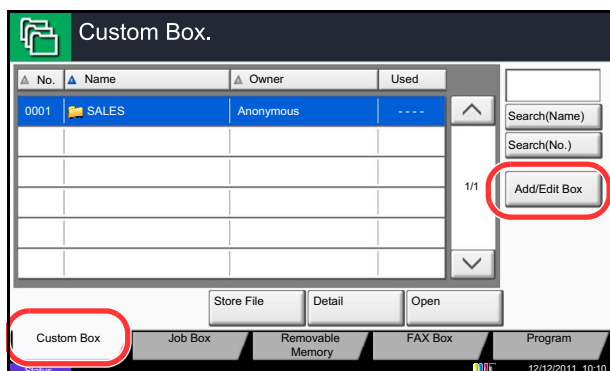 Custom Box.
No. Name Owner Used
0001 SALES Anonymous ----
Search(Name)
Search(No.)
1/1
Add/Edit Box
Store File Detail Open
Custom Box Job Box Removable Memory FAX Box Program
Status 12/12/2011 10:10